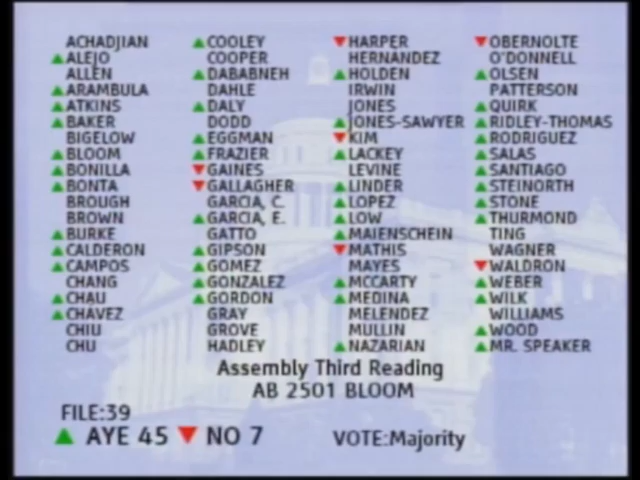 ACHADJIAN COOLEY HARPER OBERNOLTE
ALEJO COOPER HERNANDEZ O'DONNELL
ALLEN DABABNEH HOLDEN OLSEN
ARAMBULA DAHLE IRWIN PATTERSON
ATKINS DALY JONES QUIRK
BAKER DODD JONES-SAWYER RIDLEY-THOMAS
BIGELOW EGGMAN KIM RODRIGUEZ
BLOOM FRAZIER LACKEY SALAS
BONILLA GAINES LEVINE SANTIAGO
BONTA GALLAGHER LINDER STEINORTH
BROUGH GARCIA, C. LOPEZ STONE
BROWN GARCIA, E. LOW THURMOND
BURKE GATTO MAIENSCHEIN TING
CALDERON GIPSON MATHIS WAGNER
CAMPOS GOMEZ MAYES WALDRON
CHANG GONZALEZ MCCARTY WEBER
CHAU GORDON MEDINA WILK
CHAVEZ GRAY MELENDEZ WILLIAMS
CHIU GROVE MULLIN WOOD
CHU HADLEY NAZARIAN MR. SPEAKER
Assembly Third Reading
AB 2501 BLOOM
FILE:39
AYE 45 NO 7 VOTE:Majority